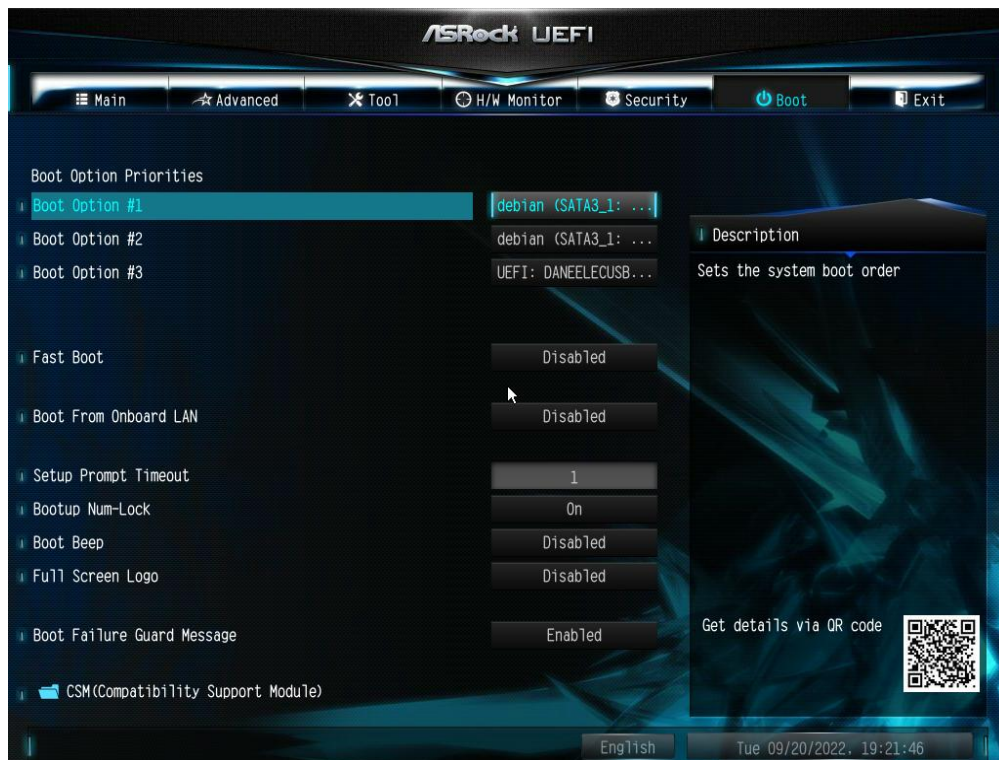 ASRock UEFI
Main Advanced Tool H/W Monitor Security Boot Exit
Boot Option Priorities
Boot Option #1 debian (SATA3_1: ...
Boot Option #2 debian (SATA3_1: ...
Boot Option #3 UEFI: DANEELECUSB...
Fast Boot Disabled
Boot From Onboard LAN Disabled
Setup Prompt Timeout 1
Bootup Num-Lock On
Boot Beep Disabled
Full Screen Logo Disabled
Boot Failure Guard Message Enabled
CSM(Compatibility Support Module)
Description
Sets the system boot order
Get details via QR code
English Tue 09/20/2022, 19:21:46